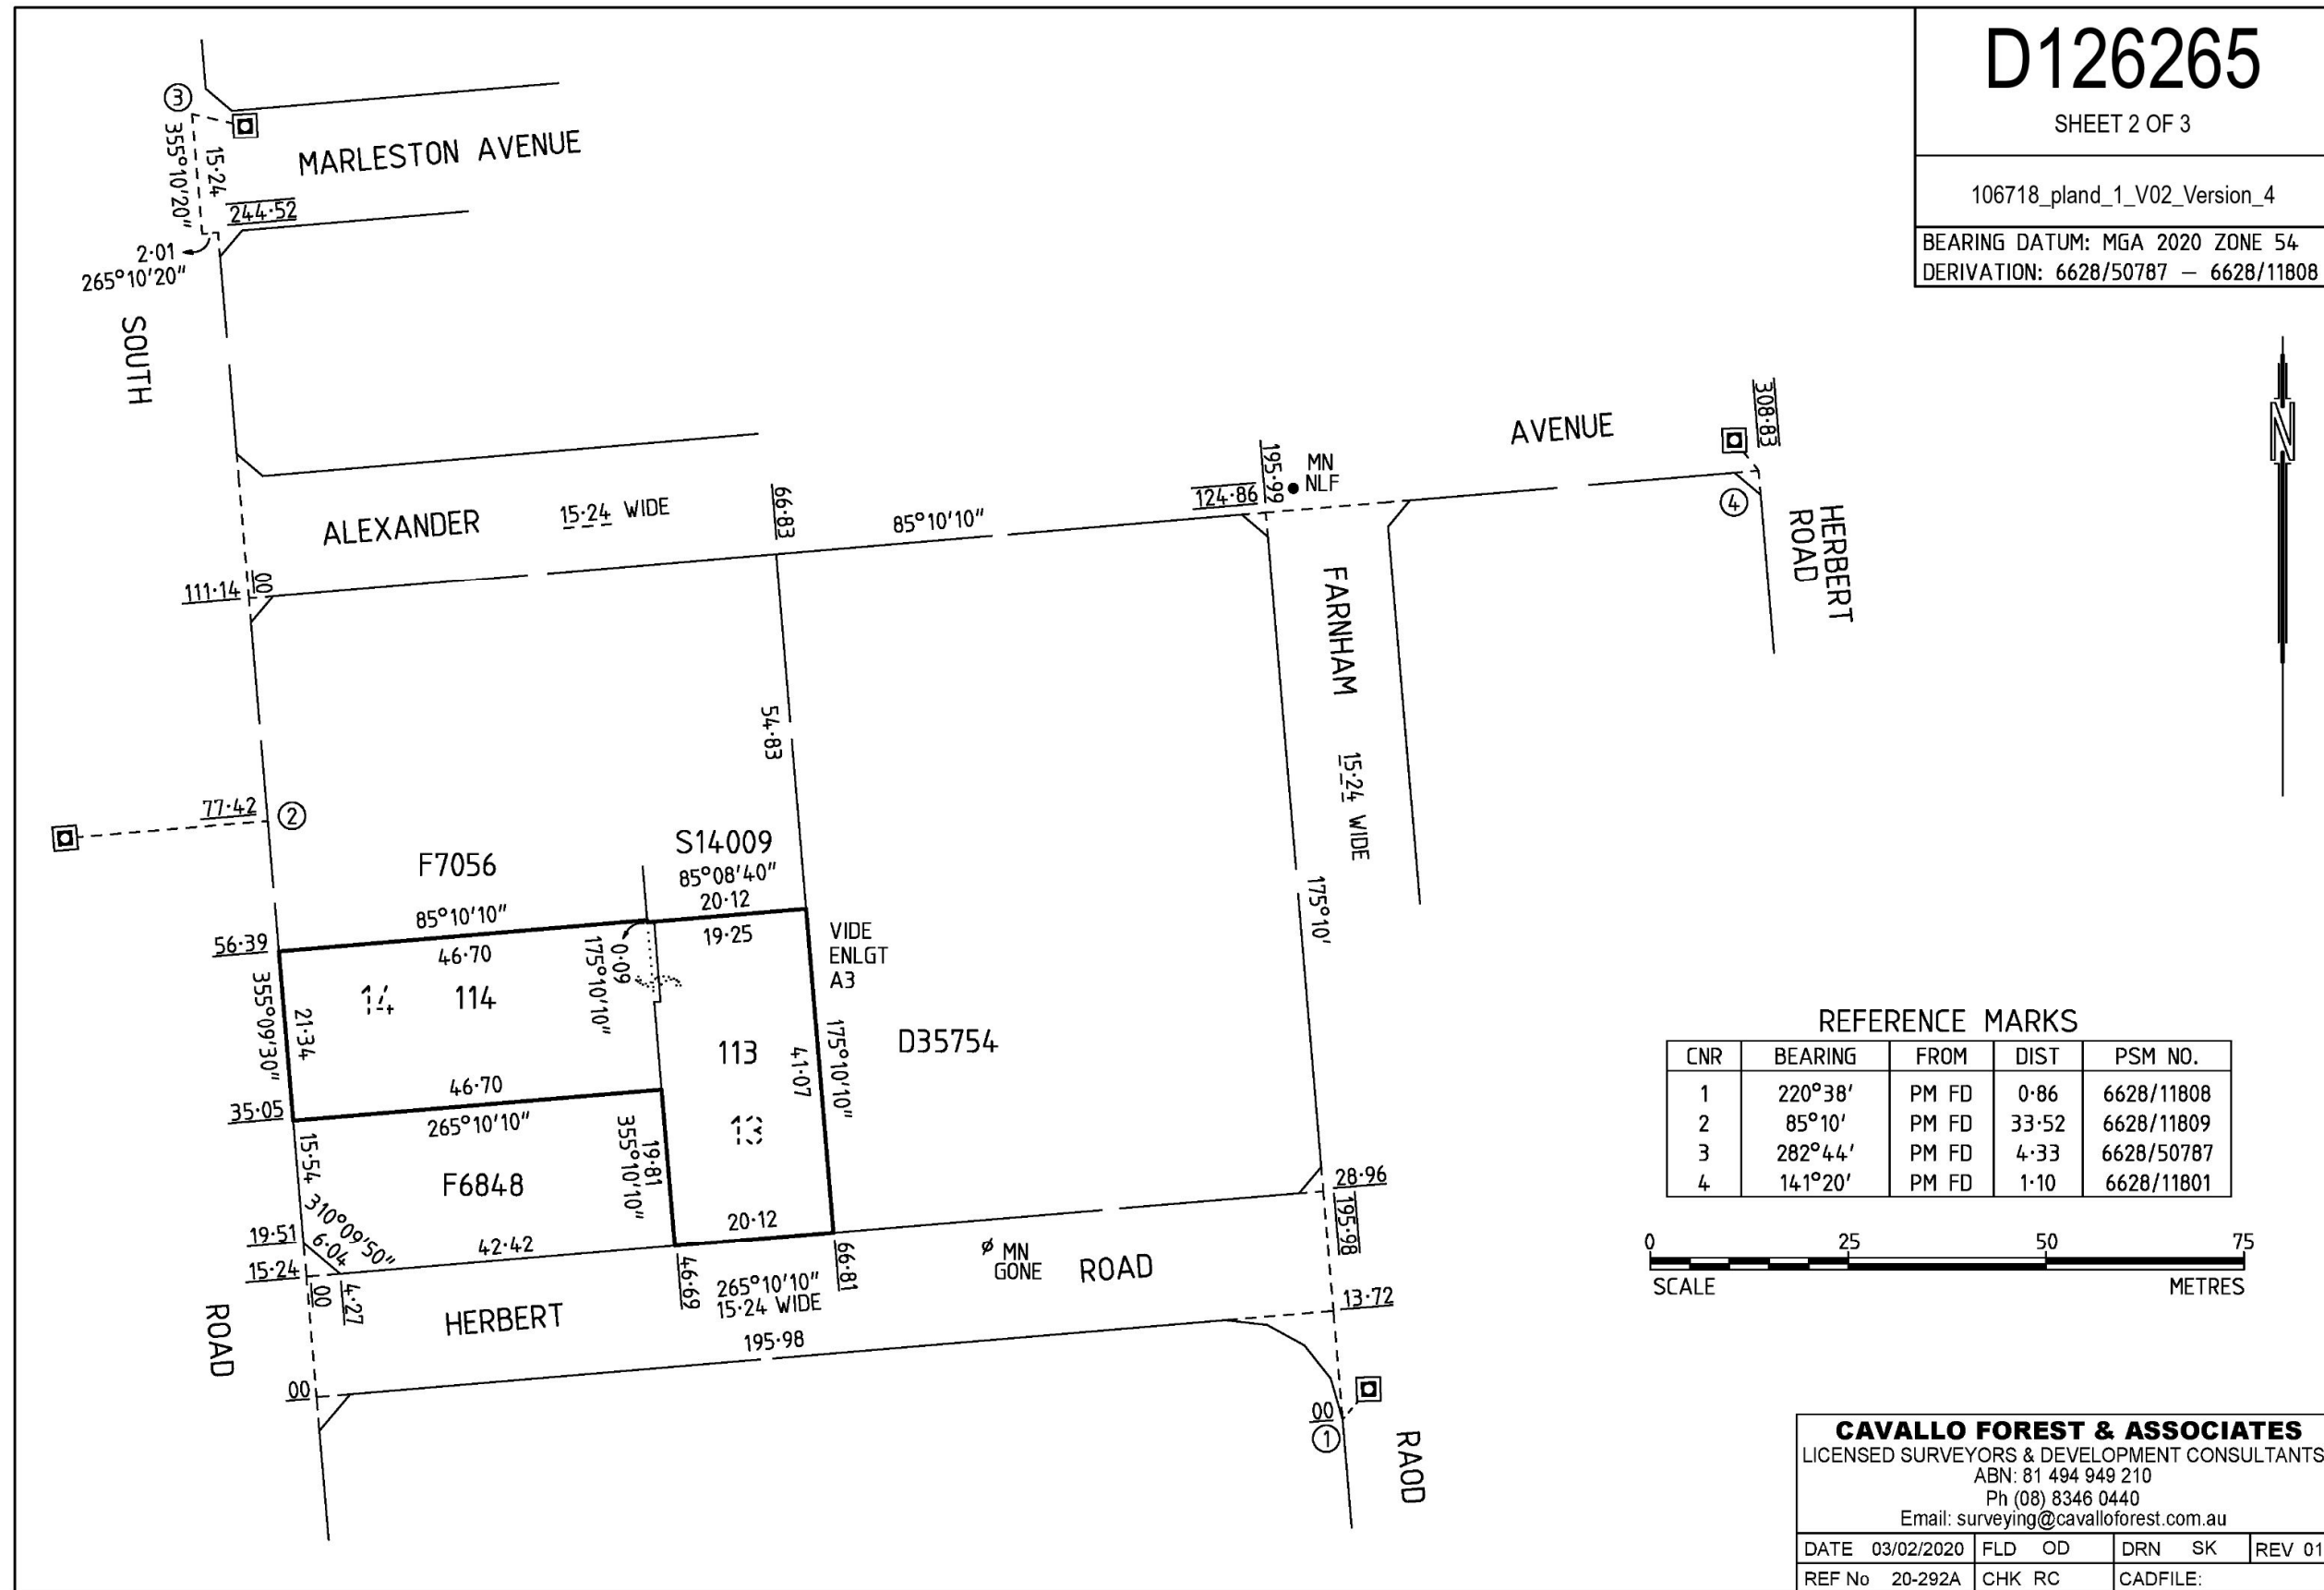 D126265
SHEET 2 OF 3
106718_pland_1_V02_Version_4
BEARING DATUM: MGA 2020 ZONE 54
DERIVATION: 6628/50787 – 6628/11808
3
355°10'20"
15·24
MARLESTON AVENUE
244·52
2·01
265°10'20"
SOUTH
N
308·83
AVENUE
195·99
MN
NLF
124·86
4
HERBERT
ROAD
66·83
85°10'10"
15·24 WIDE
ALEXANDER
111·14
00
FARNHAM
15·24 WIDE
54·83
77·42
2
S14009
F7056
85°08'40"
20·12
85°10'10"
175°10'
56·39
46·70
19·25
VIDE
ENLGT
A3
0·09
175°10'10"
355°09'30"
21·34
14
114
113
41·07
175°10'10"
D35754
13
46·70
35·05
265°10'10"
15·54
19·81
355°10'10"
F6848
310°09'50"
6·04
19·51
42·42
20·12
15·24
00
4·27
46·69
66·81
265°10'10"
15·24 WIDE
MN
GONE
ROAD
HERBERT
28·96
195·98
13·72
195·98
ROAD
00
00
1
RAOD
REFERENCE MARKS
CNR BEARING FROM DIST PSM NO.
1 220°38' PM FD 0·86 6628/11808
2 85°10' PM FD 33·52 6628/11809
3 282°44' PM FD 4·33 6628/50787
4 141°20' PM FD 1·10 6628/11801
0 25 50 75
SCALE METRES
CAVALLO FOREST & ASSOCIATES
LICENSED SURVEYORS & DEVELOPMENT CONSULTANTS
ABN: 81 494 949 210
Ph (08) 8346 0440
Email: surveying@cavalloforest.com.au
DATE 03/02/2020 FLD OD DRN SK REV 01
REF No 20-292A CHK RC CADFILE: